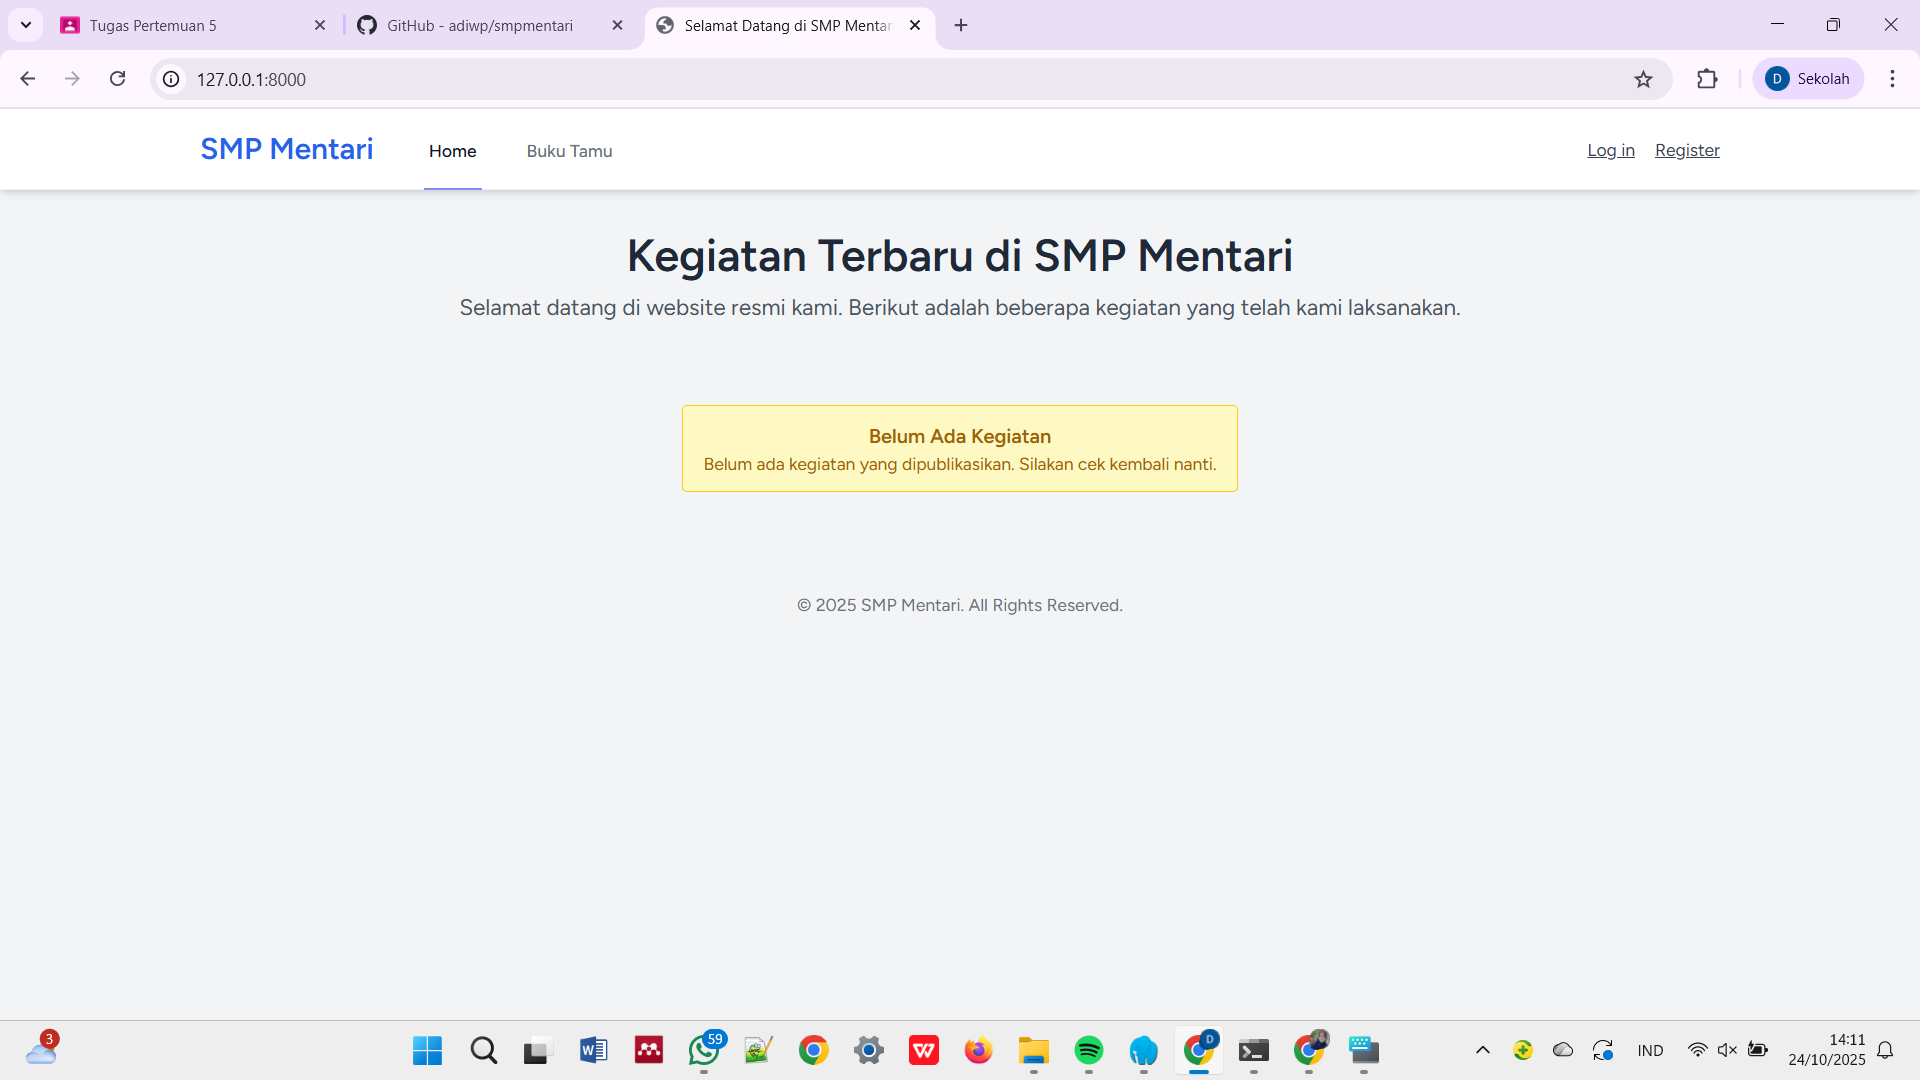 Tugas Pertemuan 5
GitHub - adiwp/smpmentari
Selamat Datang di SMP Mentar
127.0.0.1:8000
D Sekolah
SMP Mentari
Home
Buku Tamu
Log in
Register
Kegiatan Terbaru di SMP Mentari
Selamat datang di website resmi kami. Berikut adalah beberapa kegiatan yang telah kami laksanakan.
Belum Ada Kegiatan
Belum ada kegiatan yang dipublikasikan. Silakan cek kembali nanti.
© 2025 SMP Mentari. All Rights Reserved.
3
59
D
IND
14:11
24/10/2025